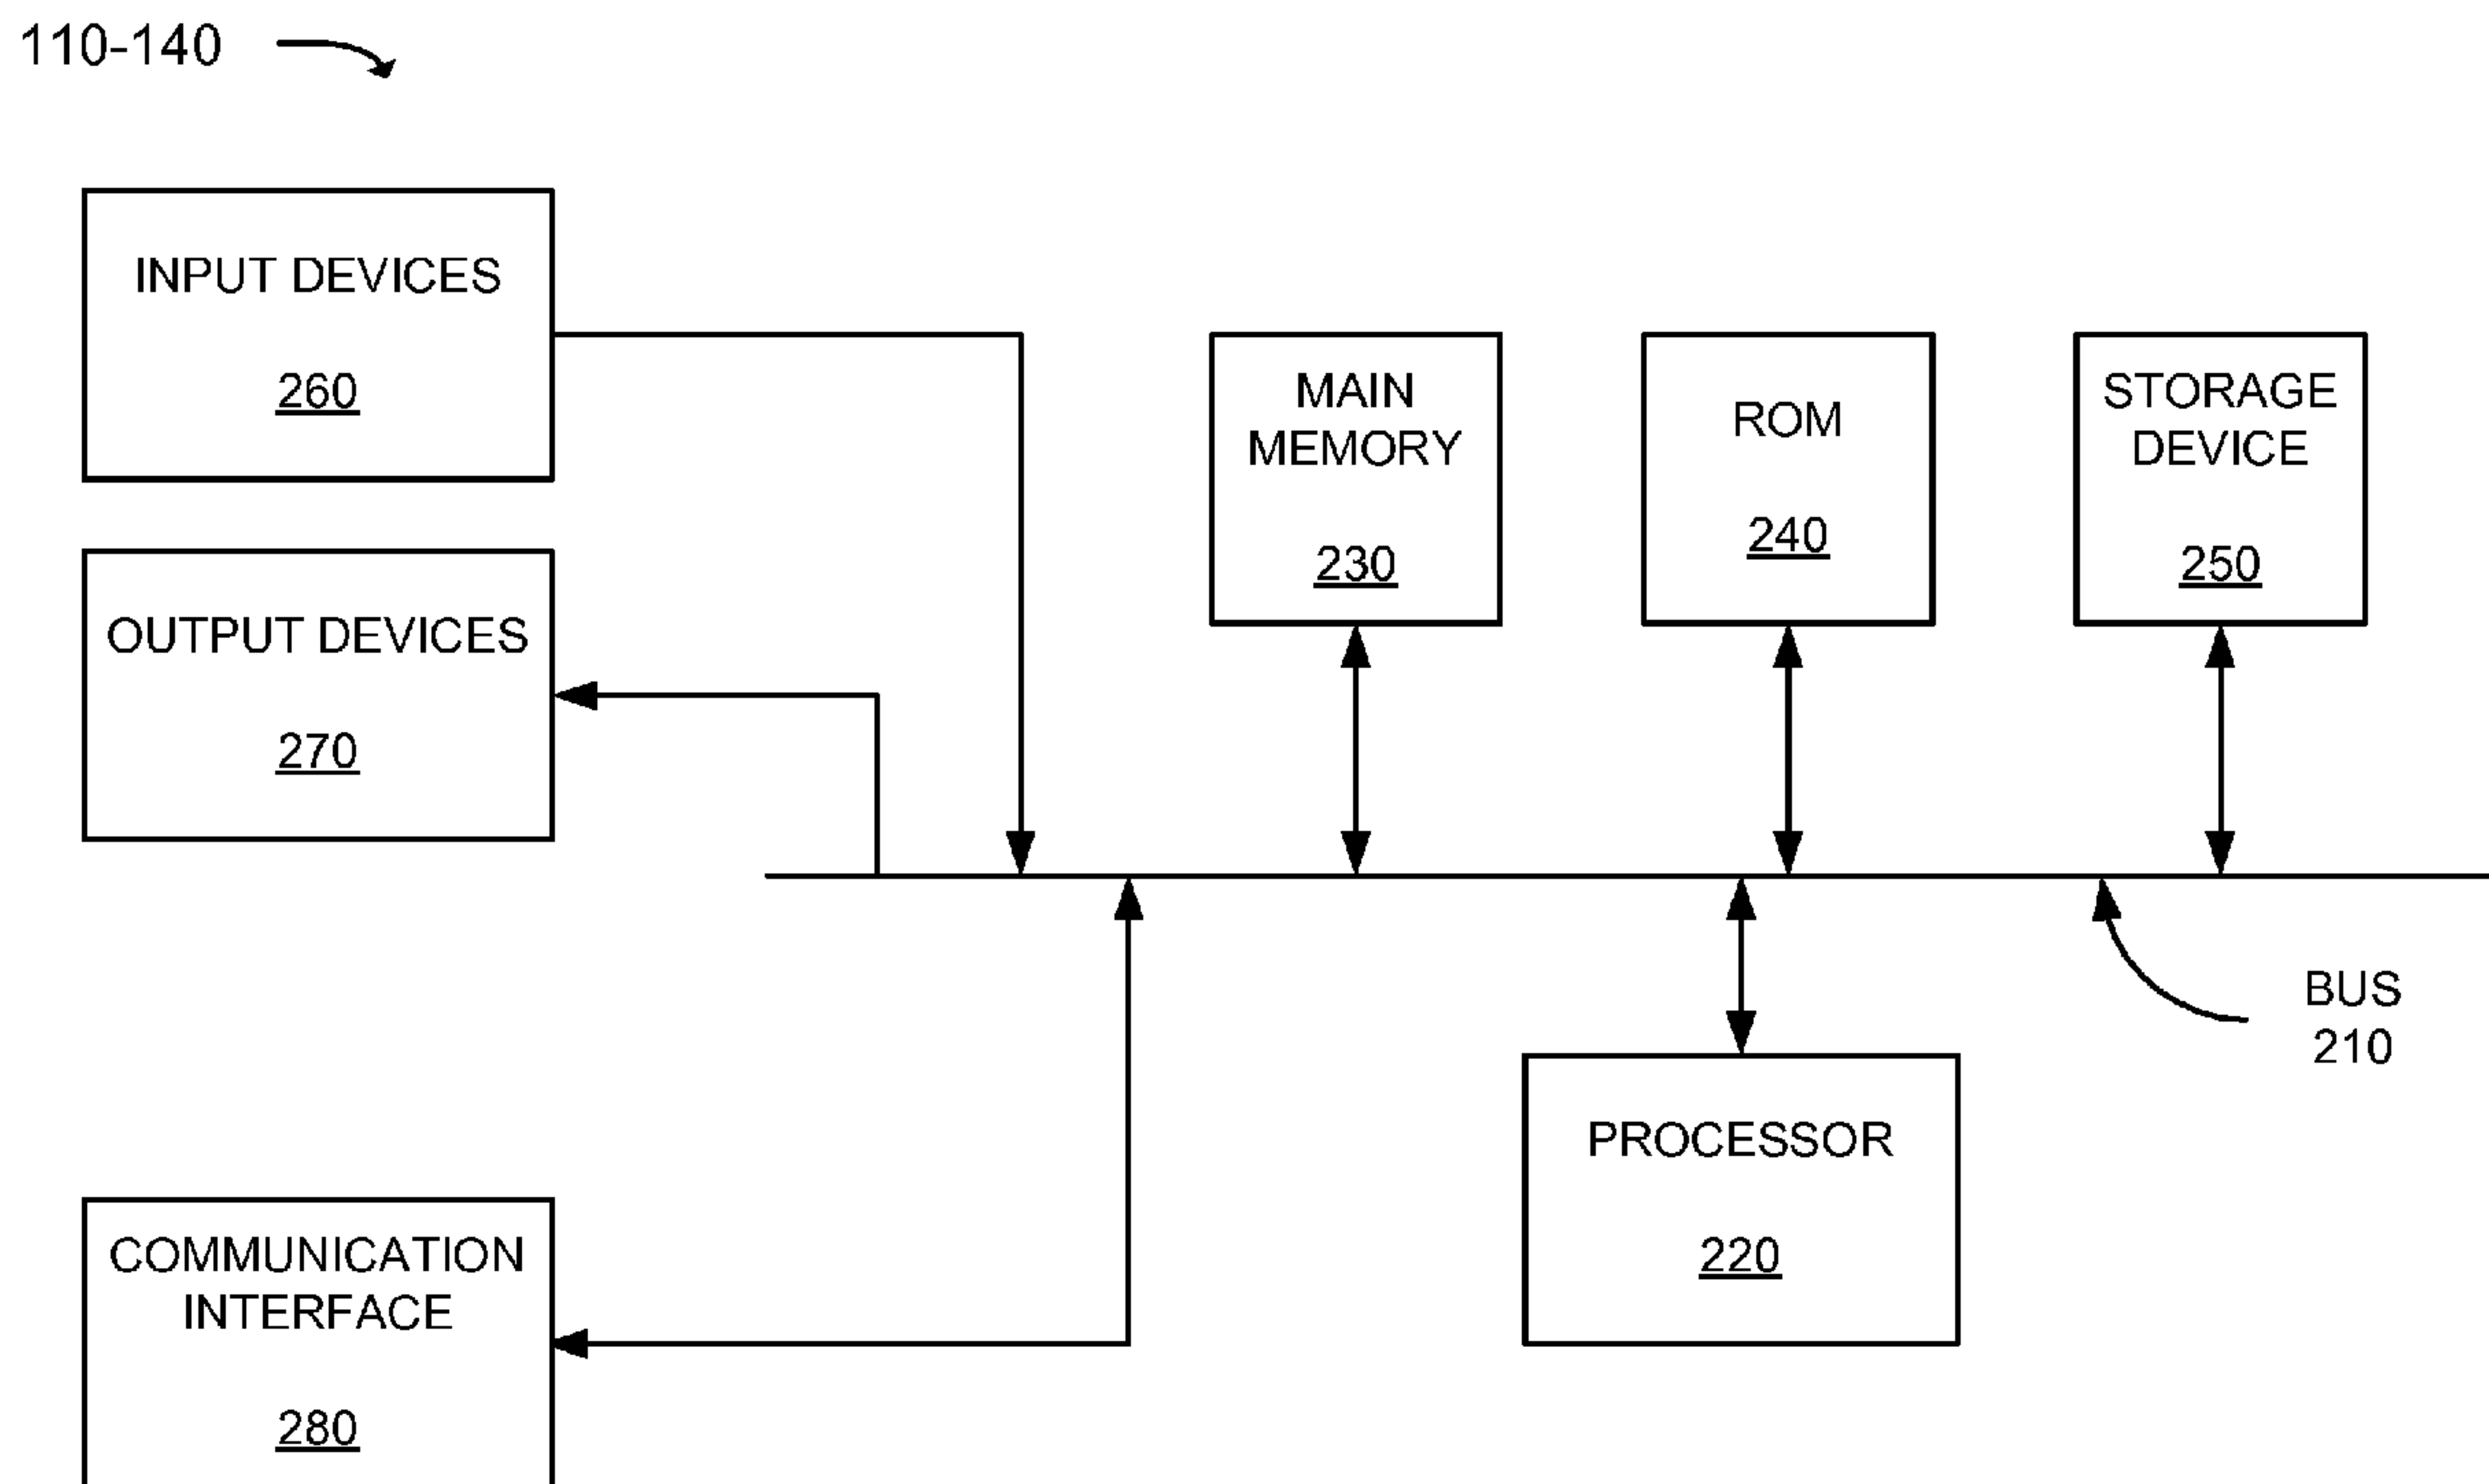 110-140
INPUT DEVICES
260
OUTPUT DEVICES
270
MAIN
MEMORY
230
ROM
240
STORAGE
DEVICE
250
BUS
210
PROCESSOR
220
COMMUNICATION
INTERFACE
280